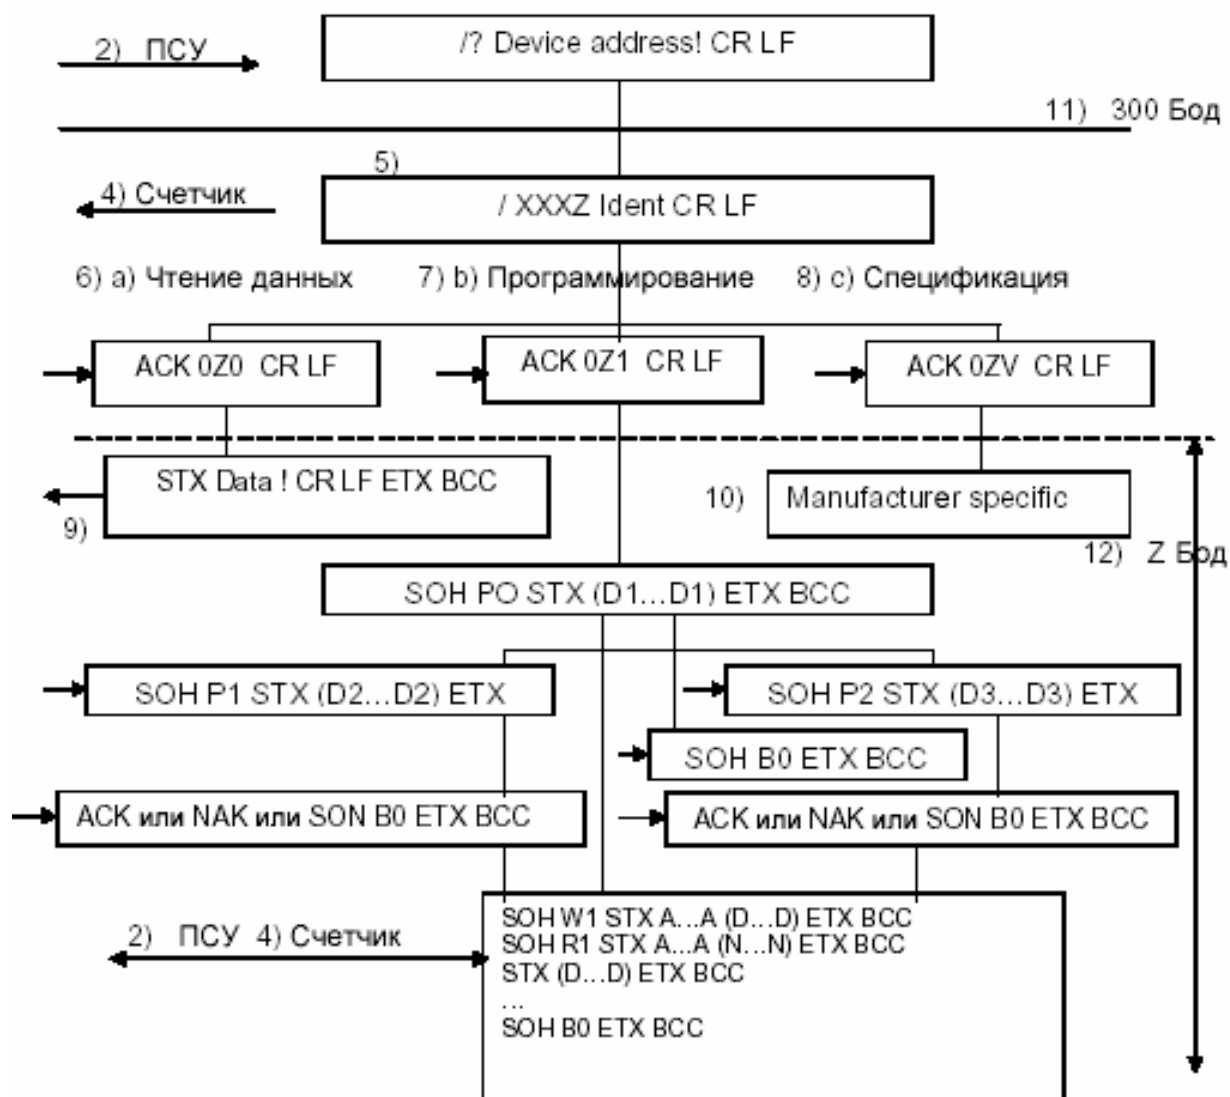 /? Device address! CR LF
2) ПСУ
11) 300 Бод
5)
4) Счетчик
/ XXXZ Ident CR LF
6) a) Чтение данных
7) b) Программирование
8) c) Спецификация
ACK 0Z0 CR LF
ACK 0Z1 CR LF
ACK 0ZV CR LF
STX Data ! CR LF ETX BCC
9)
10)
Manufacturer specific
12) Z Бод
SOH PO STX (D1...D1) ETX BCC
SOH P1 STX (D2...D2) ETX
SOH P2 STX (D3...D3) ETX
SOH B0 ETX BCC
ACK или NAK или SON B0 ETX BCC
ACK или NAK или SON B0 ETX BCC
2) ПСУ 4) Счетчик
SOH W1 STX A...A (D...D) ETX BCC
SOH R1 STX A...A (N...N) ETX BCC
STX (D...D) ETX BCC
...
SOH B0 ETX BCC